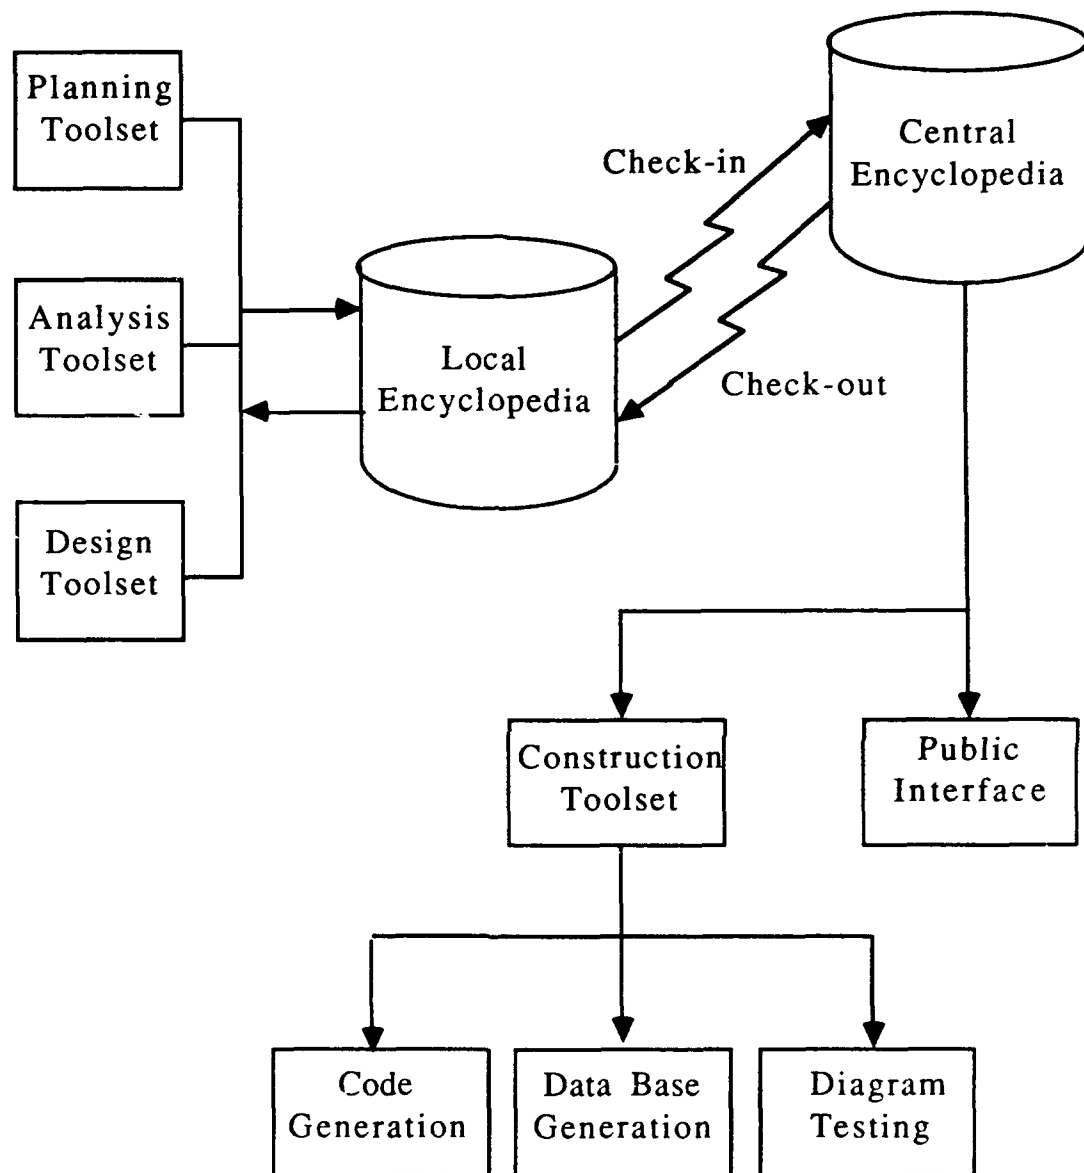 Planning
Toolset
Central
Encyclopedia
Check-in
Analysis
Toolset
Local
Encyclopedia
Check-out
Design
Toolset
Construction
Toolset
Public
Interface
Code
Generation
Data Base
Generation
Diagram
Testing